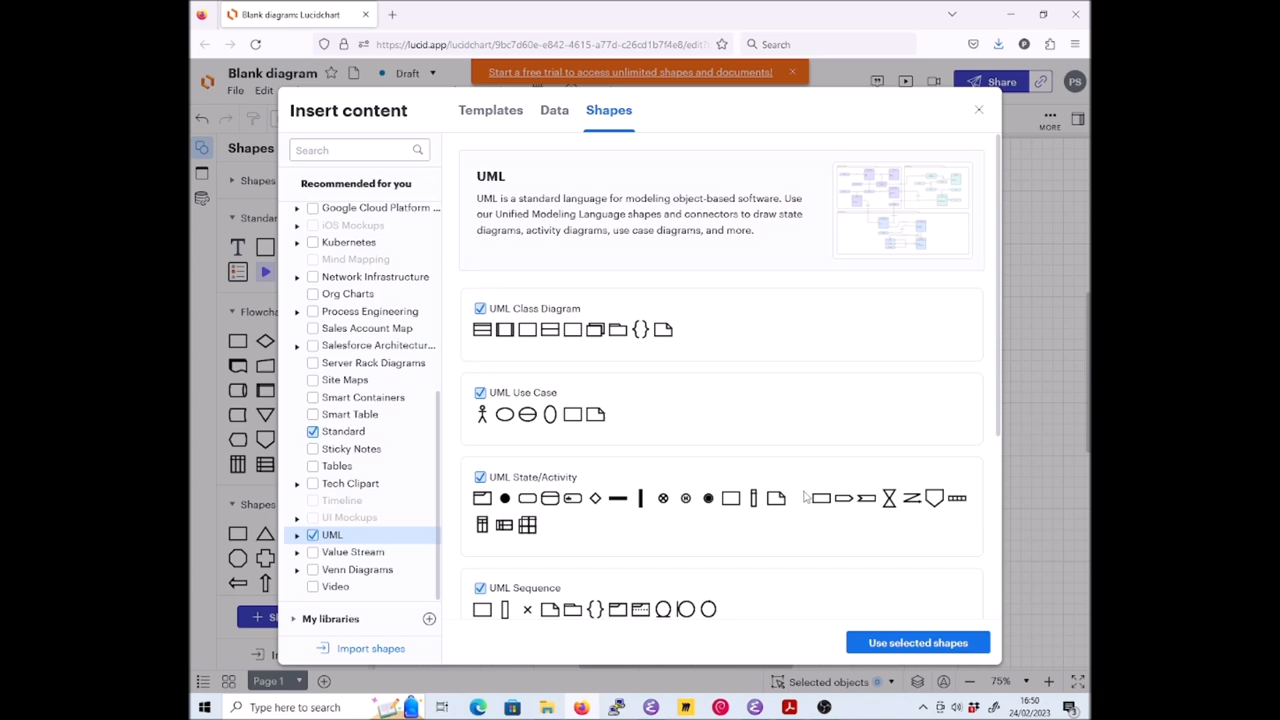 Blank diagram: Lucidchart
https://lucid.app/lucidchart/9bc7d60e-e842-4615-a77d-c26cd1b7f4e8/edit?
Search
Blank diagram
Draft
Start a free trial to access unlimited shapes and documents!
Share
PS
File Edit
MORE
Insert content
Templates
Data
Shapes
Search
Recommended for you
Google Cloud Platform ...
iOS Mockups
Kubernetes
Mind Mapping
Network Infrastructure
Org Charts
Process Engineering
Sales Account Map
Salesforce Architectur...
Server Rack Diagrams
Site Maps
Smart Containers
Smart Table
Standard
Sticky Notes
Tables
Tech Clipart
Timeline
UI Mockups
UML
Value Stream
Venn Diagrams
Video
My libraries
Import shapes
UML
UML is a standard language for modeling object-based software. Use
our Unified Modeling Language shapes and connectors to draw state
diagrams, activity diagrams, use case diagrams, and more.
UML Class Diagram
UML Use Case
UML State/Activity
UML Sequence
Use selected shapes
Shapes
Shapes
Standar
Flowcha
Shapes
Page 1
Selected objects 0
75%
Type here to search
16:50
24/02/2023